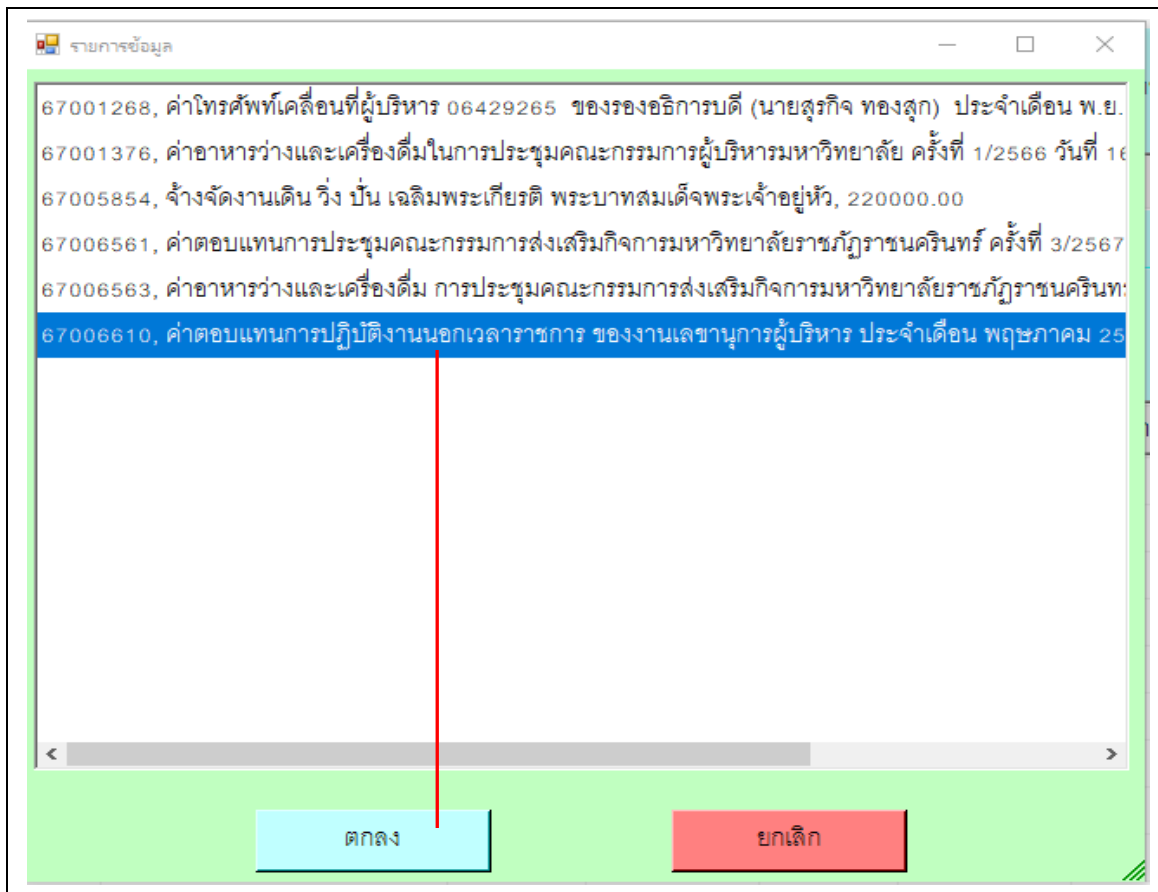 รายการข้อมูล
67001268, ค่าโทรศัพท์เคลื่อนที่ผู้บริหาร 06429265 ของรองอธิการบดี (นายสุรกิจ ทองสุก) ประจำเดือน พ.ย.
67001376, ค่าอาหารว่างและเครื่องดื่มในการประชุมคณะกรรมการผู้บริหารมหาวิทยาลัย ครั้งที่ 1/2566 วันที่ 16
67005854, จ้างจัดงานเดิน วิ่ง ปั่น เฉลิมพระเกียรติ พระบาทสมเด็จพระเจ้าอยู่หัว, 220000.00
67006561, ค่าตอบแทนการประชุมคณะกรรมการส่งเสริมกิจการมหาวิทยาลัยราชภัฏราชนครินทร์ ครั้งที่ 3/2567
67006563, ค่าอาหารว่างและเครื่องดื่ม การประชุมคณะกรรมการส่งเสริมกิจการมหาวิทยาลัยราชภัฏราชนครินท
67006610, ค่าตอบแทนการปฏิบัติงานนอกเวลาราชการ ของงานเลขานุการผู้บริหาร ประจำเดือน พฤษภาคม 25
ตกลง ยกเลิก